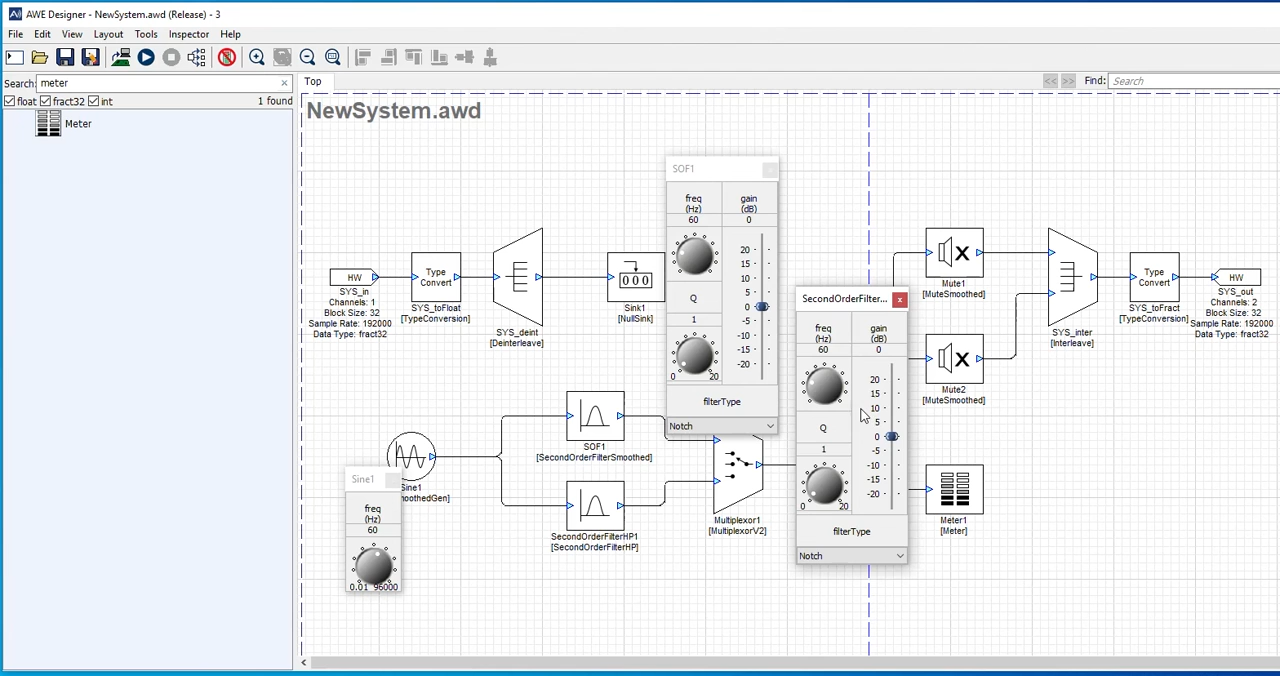 AWE Designer - NewSystem.awd (Release) - 3
File Edit View Layout Tools Inspector Help
Search: meter ×
float fract32 int 1 found
Meter
Top
<< >> Find: Search
NewSystem.awd
HW
SYS_in
Channels: 1
Block Size: 32
Sample Rate: 192000
Data Type: fract32
Type
Convert
SYS_toFloat
[TypeConversion]
SYS_deint
[Deinterleave]
0 0 0
Sink1
[NullSink]
SOF1
freq
(Hz)
gain
(dB)
60 0
20
15
10
5
0
-5
-10
-15
-20
Q
1
0 20
filterType
Notch
SecondOrderFilter...
freq
(Hz)
gain
(dB)
60 0
20
15
10
5
0
-5
-10
-15
-20
Q
1
0 20
filterType
Notch
Mute1
[MuteSmoothed]
Mute2
[MuteSmoothed]
SYS_inter
[Interleave]
Type
Convert
SYS_toFract
[TypeConversion]
HW
SYS_out
Channels: 2
Block Size: 32
Sample Rate: 192000
Data Type: fract32
Sine1
freq
(Hz)
60
0.01 96000
Sine1
SOF1
[SecondOrderFilterSmoothed]
SecondOrderFilterHP1
[SecondOrderFilterHP]
Multiplexor1
[MultiplexorV2]
Meter1
[Meter]